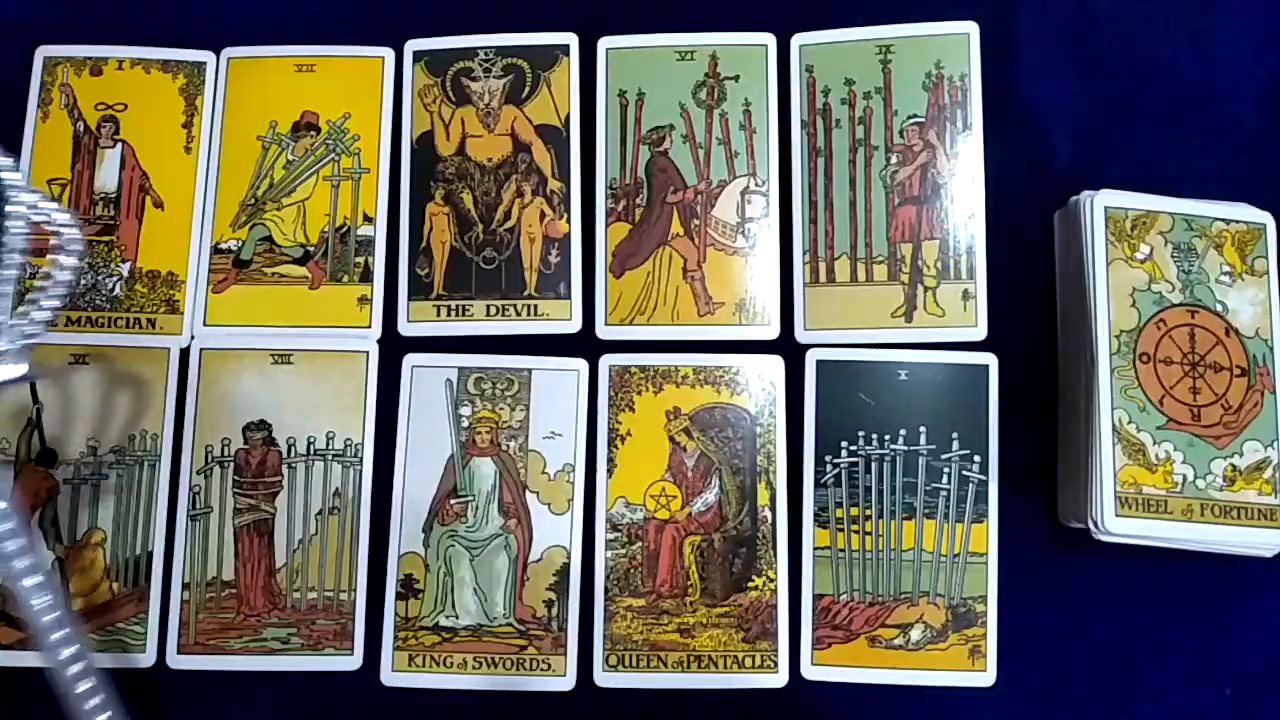 I
VII
XV
VI
IX
MAGICIAN.
THE DEVIL.
VI
VIII
X
KING of SWORDS.
QUEEN of PENTACLES
WHEEL of FORTUNE